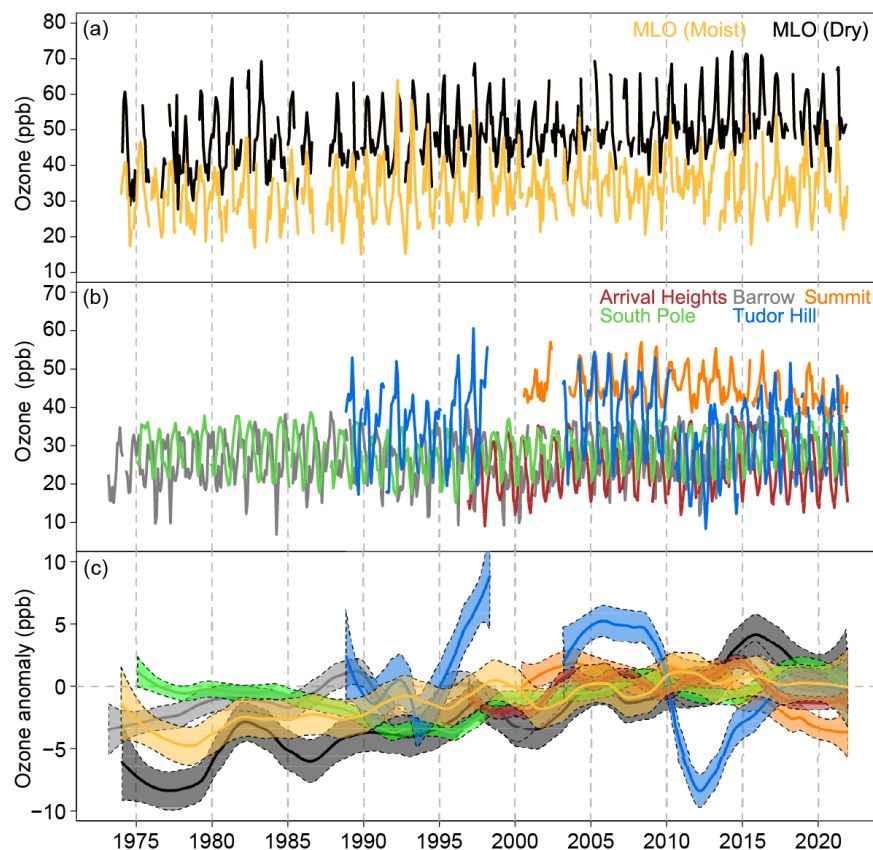 (a) MLO (Moist) MLO (Dry)
Ozone (ppb)
80
70
60
50
40
30
20
10
(b) Arrival Heights Barrow Summit
South Pole Tudor Hill
Ozone (ppb)
70
60
50
40
30
20
10
(c)
Ozone anomaly (ppb)
10
5
0
−5
−10
1975 1980 1985 1990 1995 2000 2005 2010 2015 2020